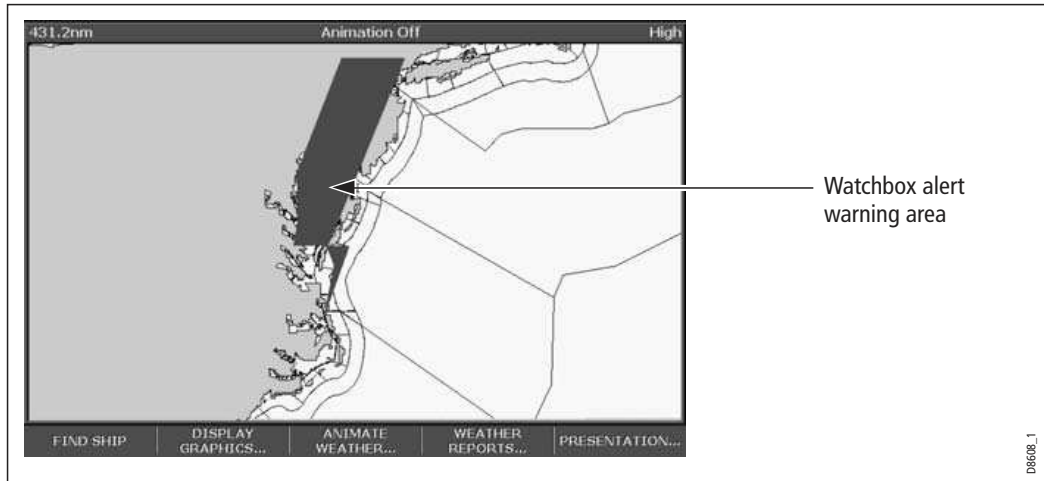 431.2nm Animation Off High
Watchbox alert
warning area
FIND SHIP DISPLAY GRAPHICS... ANIMATE WEATHER... WEATHER REPORTS... PRESENTATION...
D8608_1